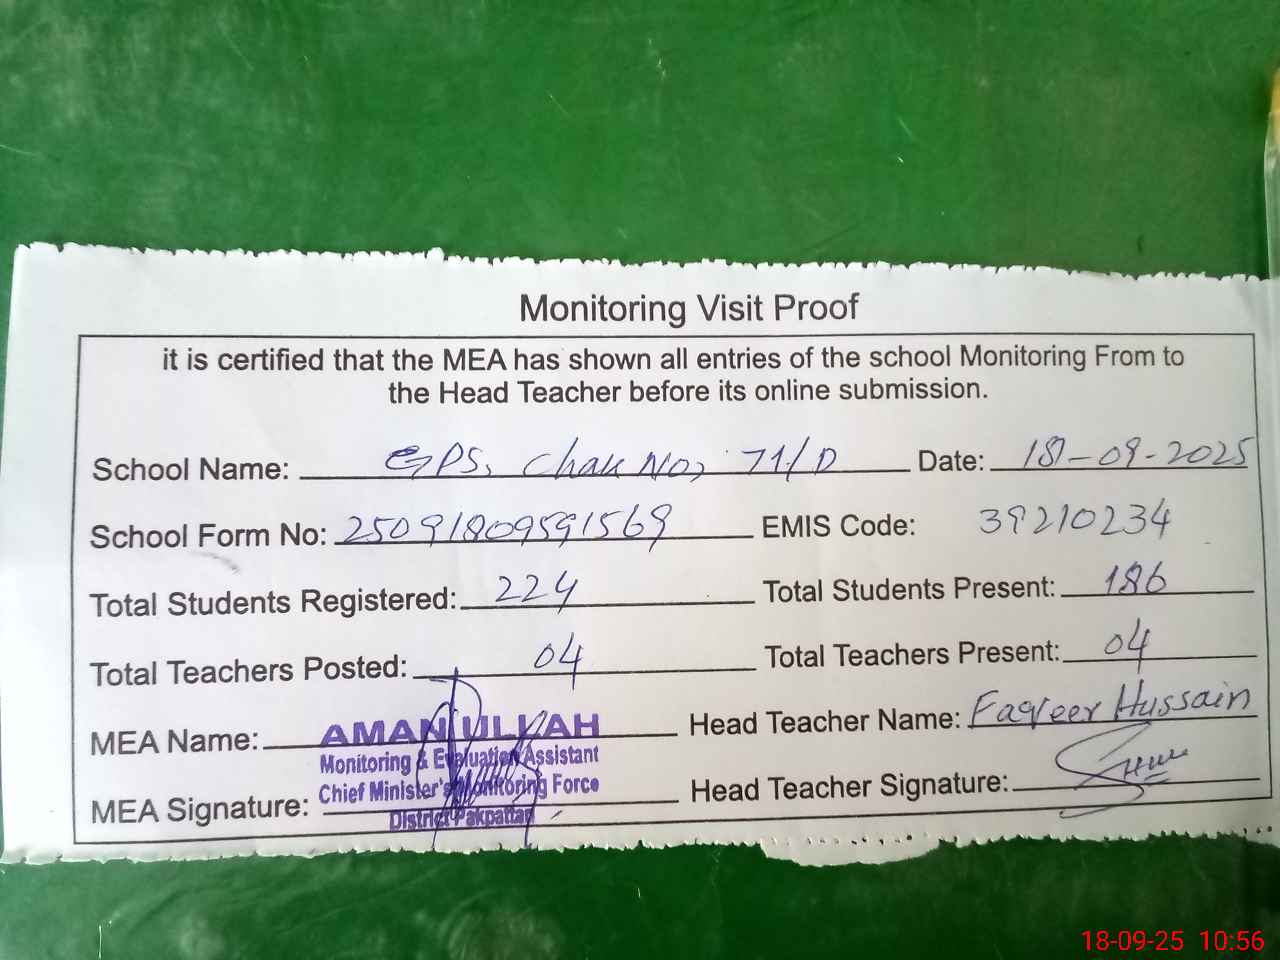 Monitoring Visit Proof
it is certified that the MEA has shown all entries of the school Monitoring From to
the Head Teacher before its online submission.
School Name: GPS, Chak No, 71/D Date: 18-09-2025
School Form No: 25091809591569 EMIS Code: 39210234
Total Students Registered: 224 Total Students Present: 186
Total Teachers Posted: 04 Total Teachers Present: 04
MEA Name: AMAN ULLAH Head Teacher Name: Faqeer Hussain
Monitoring & Evaluation Assistant
Chief Minister's Monitoring Force
MEA Signature: Head Teacher Signature:
District Pakpattan
18-09-25 10:56